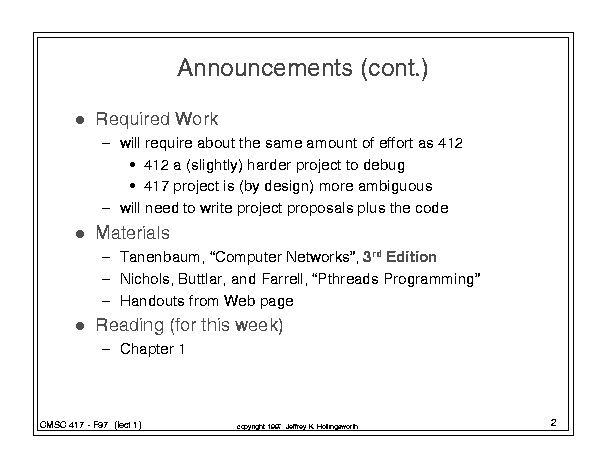 Announcements (cont.)
● Required Work
– will require about the same amount of effort as 412
• 412 a (slightly) harder project to debug
• 417 project is (by design) more ambiguous
– will need to write project proposals plus the code
● Materials
– Tanenbaum, “Computer Networks”, 3rd Edition
– Nichols, Buttlar, and Farrell, “Pthreads Programming”
– Handouts from Web page
● Reading (for this week)
– Chapter 1
CMSC 417 - F97 (lect 1)
copyright 1997 Jeffrey K. Hollingsworth
2